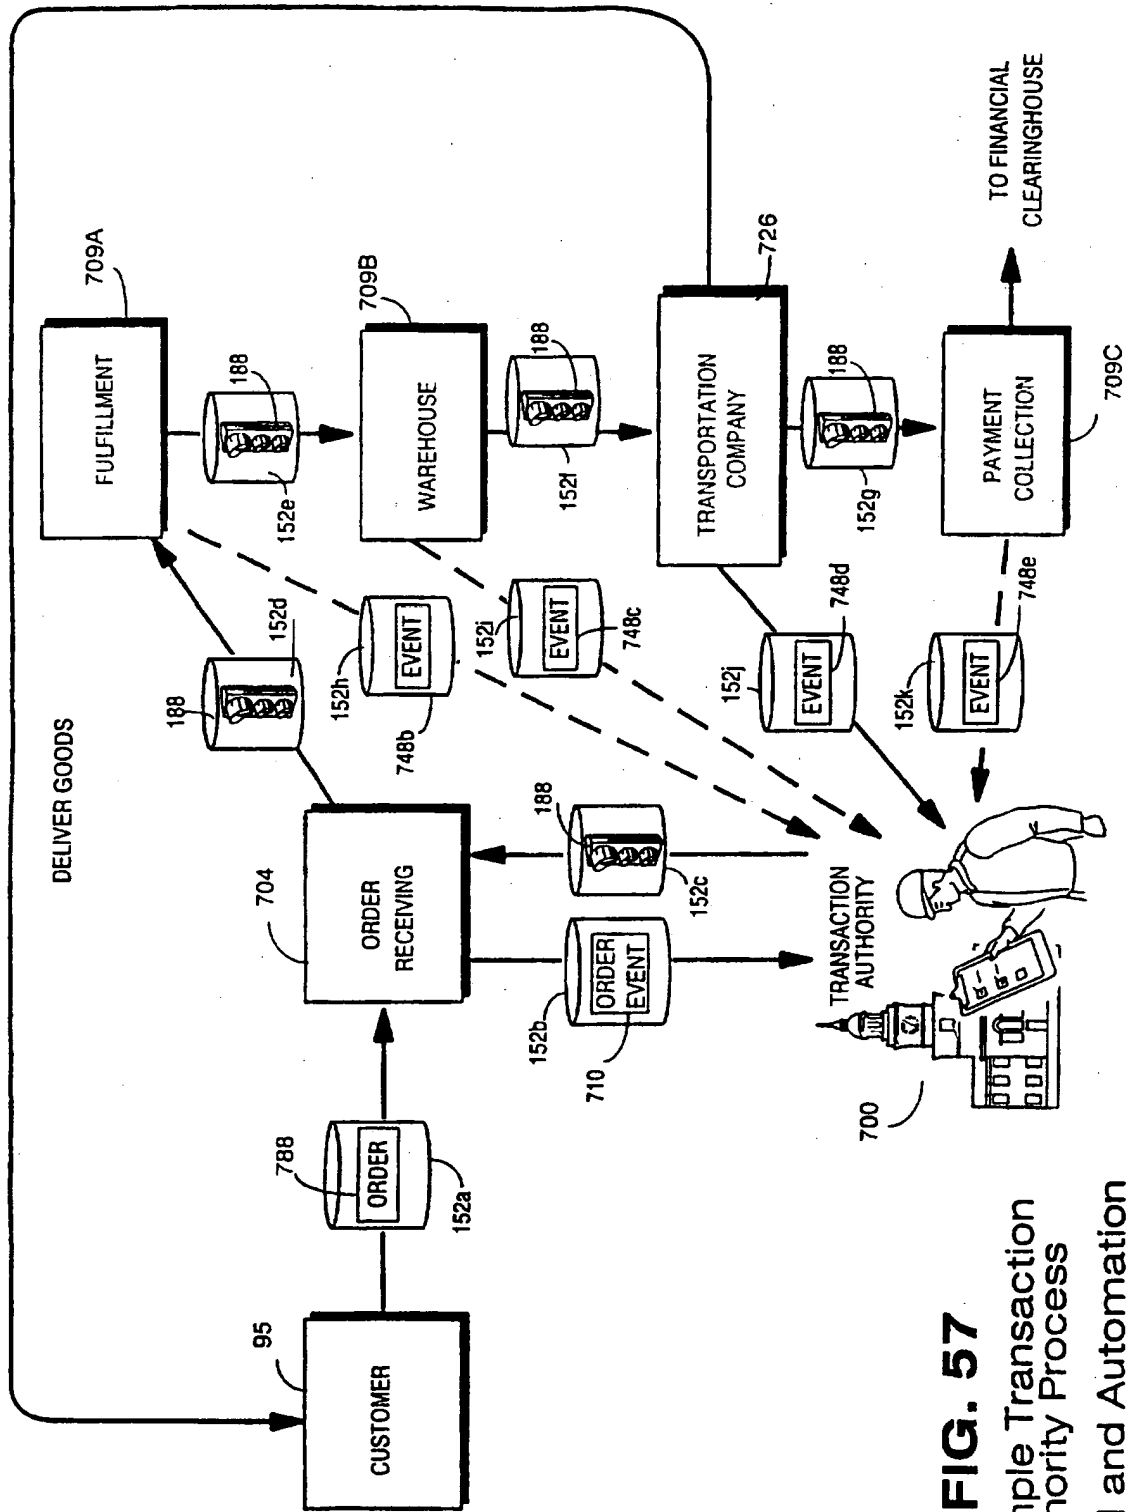 DELIVER GOODS
95
CUSTOMER
788
ORDER
152a
704
ORDER
RECEIVING
188
152d
709A
FULFILLMENT
188
152e
709B
WAREHOUSE
188
152f
726
TRANSPORTATION
COMPANY
188
152g
PAYMENT
COLLECTION
709C
TO FINANCIAL
CLEARINGHOUSE
152h
EVENT
748b
152i
EVENT
748c
152j
EVENT
748d
152k
EVENT
748e
152b
ORDER
EVENT
710
188
152c
TRANSACTION
AUTHORITY
700
FIG. 57
Transaction
Process
and Automation